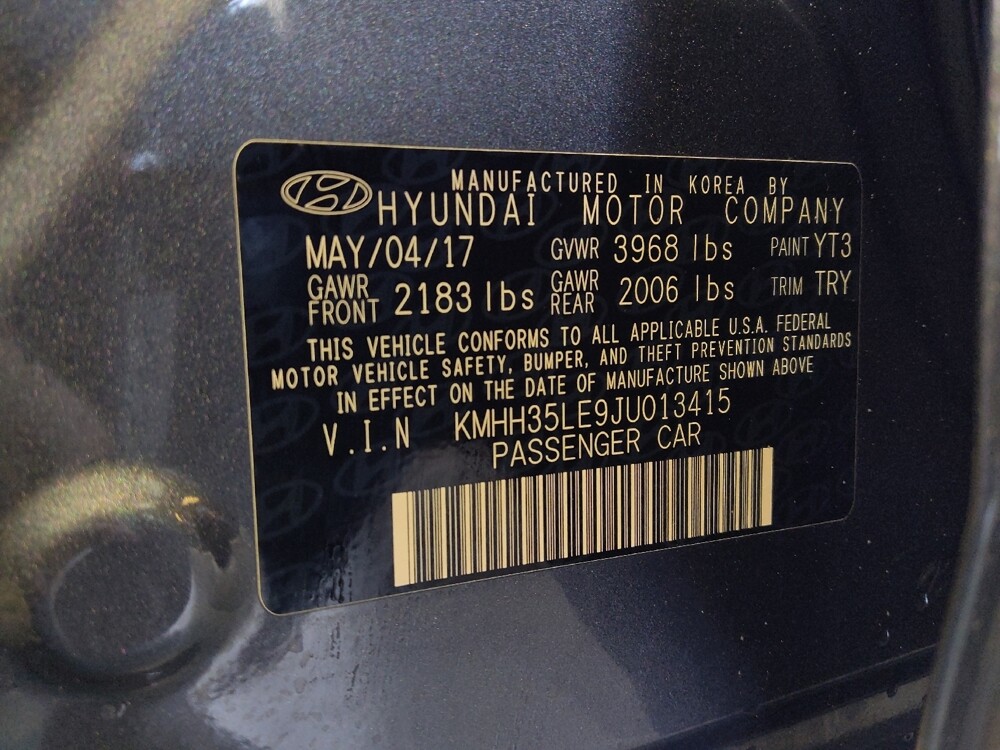 MANUFACTURED IN KOREA BY
HYUNDAI MOTOR COMPANY
MAY/04/17 GVWR 3968 lbs PAINT YT3
GAWR FRONT 2183 lbs GAWR REAR 2006 lbs TRIM TRY
THIS VEHICLE CONFORMS TO ALL APPLICABLE U.S.A. FEDERAL
MOTOR VEHICLE SAFETY, BUMPER, AND THEFT PREVENTION STANDARDS
IN EFFECT ON THE DATE OF MANUFACTURE SHOWN ABOVE
V.I.N KMHH35LE9JU013415
PASSENGER CAR